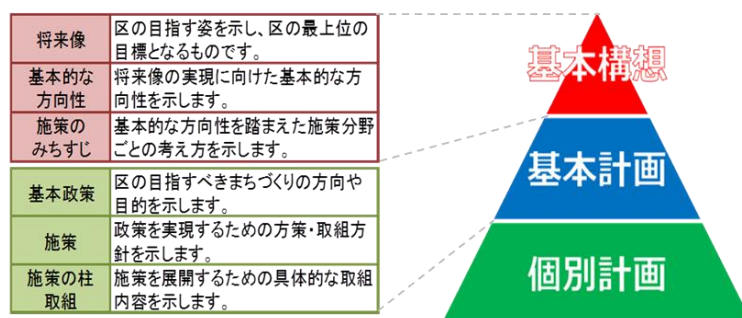 将来像
区の目指す姿を示し、区の最上位の
目標となるものです。
基本的な
方向性
将来像の実現に向けた基本的な方
向性を示します。
施策の
みちすじ
基本的な方向性を踏まえた施策分野
ごとの考え方を示します。
基本政策
区の目指すべきまちづくりの方向や
目的を示します。
施策
政策を実現するための方策・取組方
針を示します。
施策の柱
取組
施策を展開するための具体的な取組
内容を示します。
基本構想
基本計画
個別計画